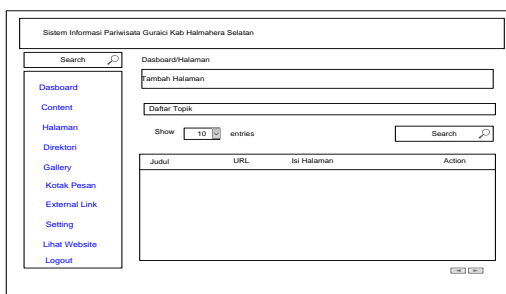 Sistem Informasi Pariwisata Guraici Kab Halmahera Selatan
Search
Dasboard
Content
Halaman
Direktori
Gallery
Kotak Pesan
External Link
Setting
Lihat Website
Logout
Dasboard/Halaman
Tambah Halaman
Daftar Topik
Show 10 entries Search
Judul URL Isi Halaman Action